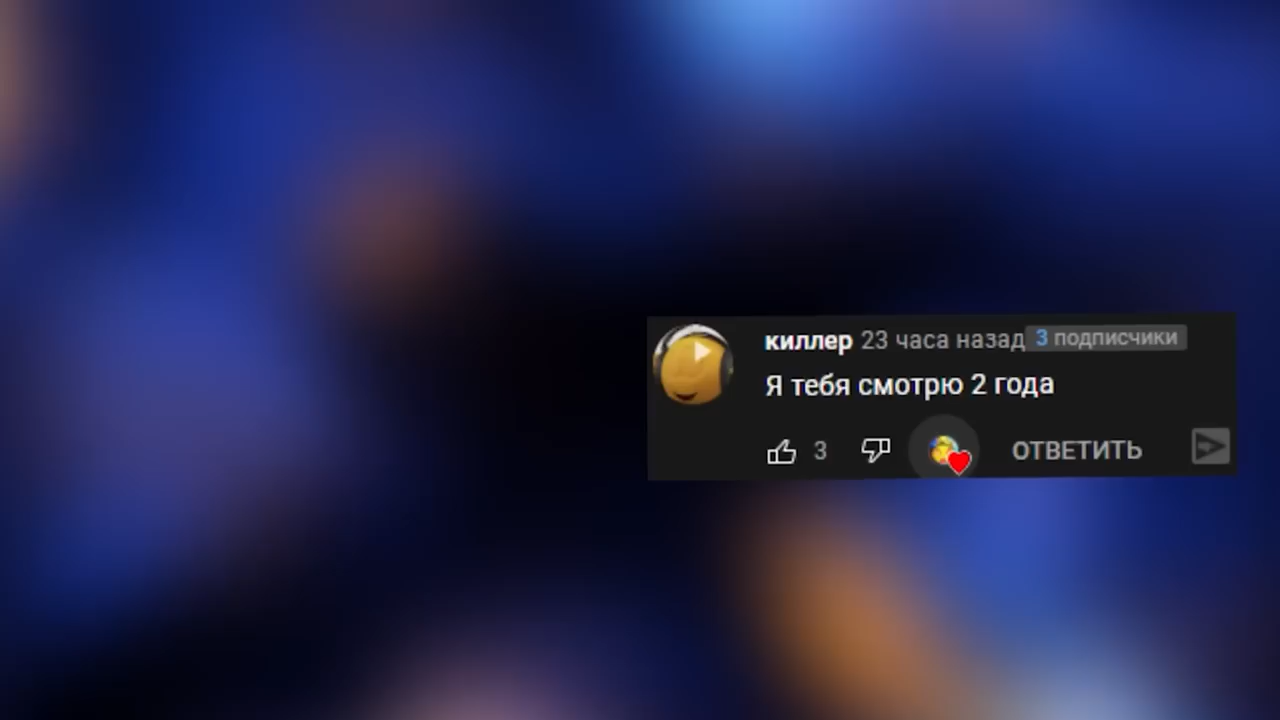 киллер 23 часа назад 3 подписчики
Я тебя смотрю 2 года
3 ОТВЕТИТЬ